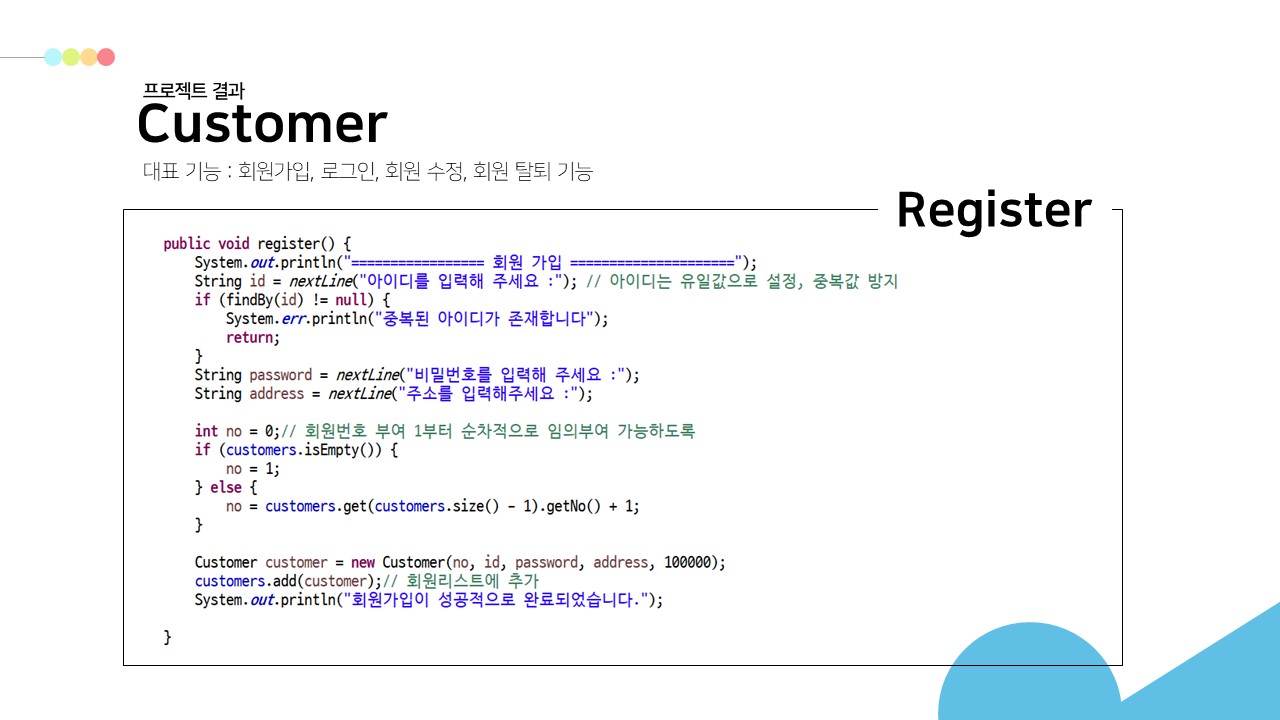 프로젝트 결과
Customer
대표 기능 : 회원가입, 로그인, 회원 수정, 회원 탈퇴 기능
Register
public void register() {
    System.out.println("================= 회원 가입 =====================");
    String id = nextLine("아이디를 입력해 주세요 :"); // 아이디는 유일값으로 설정, 중복값 방지
    if (findBy(id) != null) {
        System.err.println("중복된 아이디가 존재합니다");
        return;
    }
    String password = nextLine("비밀번호를 입력해 주세요 :");
    String address = nextLine("주소를 입력해주세요 :");

    int no = 0;// 회원번호 부여 1부터 순차적으로 임의부여 가능하도록
    if (customers.isEmpty()) {
        no = 1;
    } else {
        no = customers.get(customers.size() - 1).getNo() + 1;
    }

    Customer customer = new Customer(no, id, password, address, 100000);
    customers.add(customer);// 회원리스트에 추가
    System.out.println("회원가입이 성공적으로 완료되었습니다.");

}